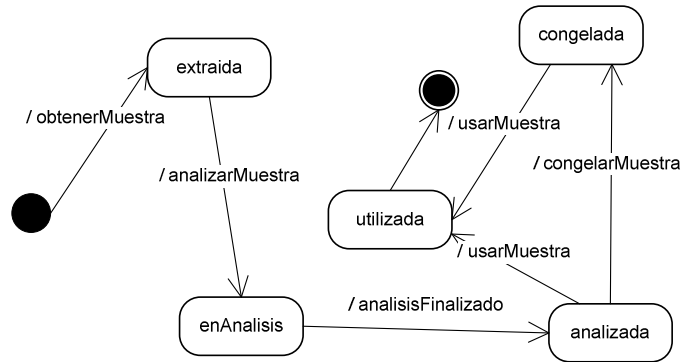 congelada
extraida
/ obtenerMuestra
/ usarMuestra
/ congelarMuestra
/ analizarMuestra
utilizada
/ usarMuestra
/ analisisFinalizado
enAnalisis
analizada